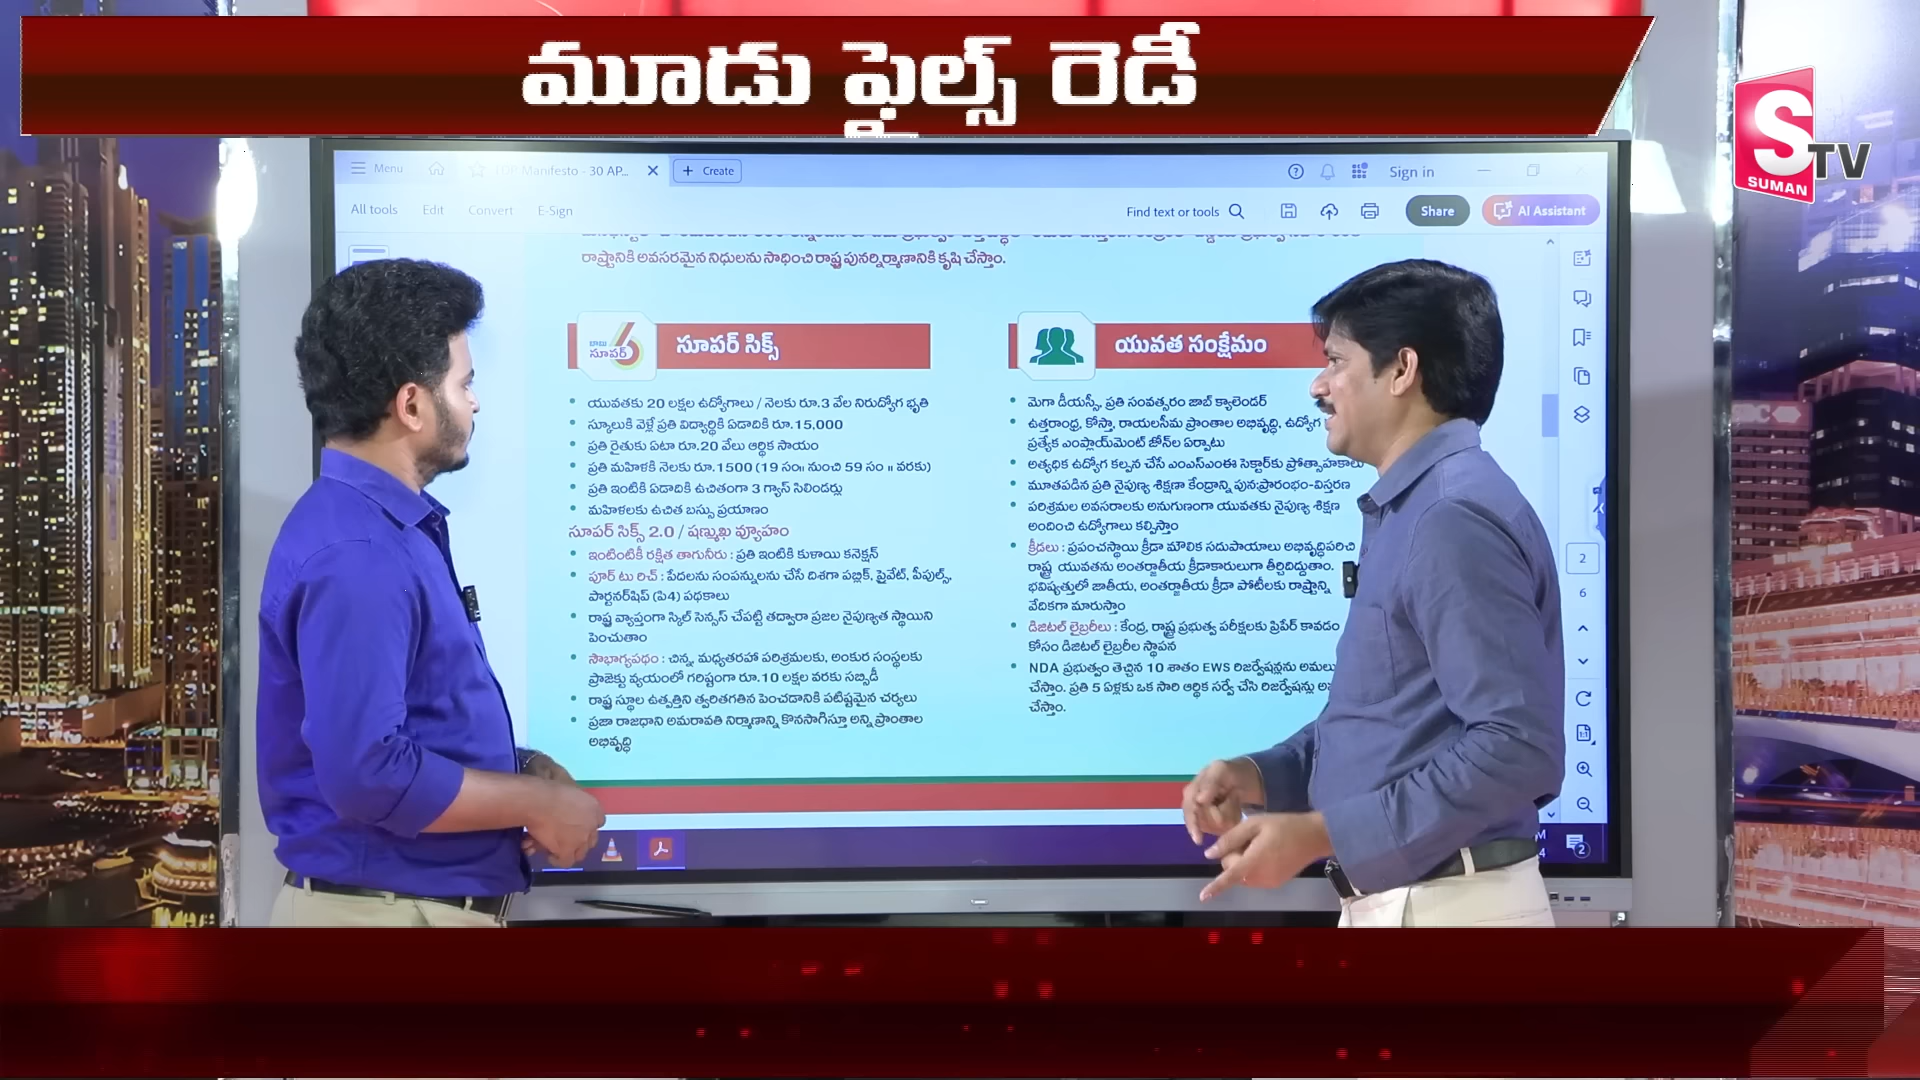 మూడు ఫైల్స్ రెడీ
S TV
SUMAN
Menu
Manifesto - 30 AP...
Create
Sign in
All tools
Edit
Convert
E-Sign
Find text or tools
Share
AI Assistant
రాష్ట్రానికి అవసరమైన నిధులను సాధించి రాష్ట్ర పునర్నిర్మాణానికి కృషి చేస్తాం.
బాబు
సూపర్ 6
సూపర్ సిక్స్
యువతకు 20 లక్షల ఉద్యోగాలు / నెలకు రూ.3 వేల నిరుద్యోగ భృతి
స్కూలుకి వెళ్లే ప్రతి విద్యార్థికి ఏడాదికి రూ.15,000
ప్రతి రైతుకు ఏటా రూ.20 వేలు ఆర్థిక సాయం
ప్రతి మహిళకి నెలకు రూ.1500 (19 సం॥ నుంచి 59 సం ॥ వరకు)
ప్రతి ఇంటికి ఏడాదికి ఉచితంగా 3 గ్యాస్ సిలిండర్లు
మహిళలకు ఉచిత బస్సు ప్రయాణం
సూపర్ సిక్స్ 2.0 / షణ్ముఖ వ్యూహం
ఇంటింటికీ రక్షిత తాగునీరు : ప్రతి ఇంటికి కుళాయి కనెక్షన్
పూర్ టు రిచ్ : పేదలను సంపన్నులను చేసే దిశగా పబ్లిక్, ప్రైవేట్, పీపుల్స్,
పార్టనర్‌షిప్ (పి4) పథకాలు
రాష్ట్ర వ్యాప్తంగా స్కిల్ సెన్సస్ చేపట్టి తద్వారా ప్రజల నైపుణ్యత స్థాయిని
పెంచుతాం
సౌభాగ్యపథం : చిన్న మధ్యతరహా పరిశ్రమలకు, అంకుర సంస్థలకు
ప్రాజెక్టు వ్యయంలో గరిష్టంగా రూ.10 లక్షల వరకు సబ్సిడీ
రాష్ట్ర స్థూల ఉత్పత్తిని త్వరితగతిన పెంచడానికి పటిష్టమైన చర్యలు
ప్రజా రాజధాని అమరావతి నిర్మాణాన్ని కొనసాగిస్తూ అన్ని ప్రాంతాల
అభివృద్ధి
యువత సంక్షేమం
మెగా డీయస్సీ, ప్రతి సంవత్సరం జాబ్ క్యాలెండర్
ఉత్తరాంధ్ర, కోస్తా, రాయలసీమ ప్రాంతాల అభివృద్ధి, ఉద్యోగ
ప్రత్యేక ఎంప్లాయ్‌మెంట్ జోన్‌ల ఏర్పాటు
అత్యధిక ఉద్యోగ కల్పన చేసే ఎంఎస్ఎంఈ సెక్టార్‌కు ప్రోత్సాహకాలు
మూతపడిన ప్రతి నైపుణ్య శిక్షణా కేంద్రాన్ని పున:ప్రారంభం-విస్తరణ
పరిశ్రమల అవసరాలకు అనుగుణంగా యువతకు నైపుణ్య శిక్షణ
అందించి ఉద్యోగాలు కల్పిస్తాం
క్రీడలు : ప్రపంచస్థాయి క్రీడా మౌలిక సదుపాయాలు అభివృద్ధిపరిచి
రాష్ట్ర యువతను అంతర్జాతీయ క్రీడాకారులుగా తీర్చిదిద్దుతాం.
భవిష్యత్తులో జాతీయ, అంతర్జాతీయ క్రీడా పోటీలకు రాష్ట్రాన్ని
వేదికగా మారుస్తాం
డిజిటల్ లైబ్రరీలు : కేంద్ర, రాష్ట్ర ప్రభుత్వ పరీక్షలకు ప్రిపేర్ కావడం
కోసం డిజిటల్ లైబ్రరీల స్థాపన
NDA ప్రభుత్వం తెచ్చిన 10 శాతం EWS రిజర్వేషన్లను అమలు
చేస్తాం. ప్రతి 5 ఏళ్లకు ఒక సారి ఆర్థిక సర్వే చేసి రిజర్వేషన్లు
చేస్తాం.
2
6
2